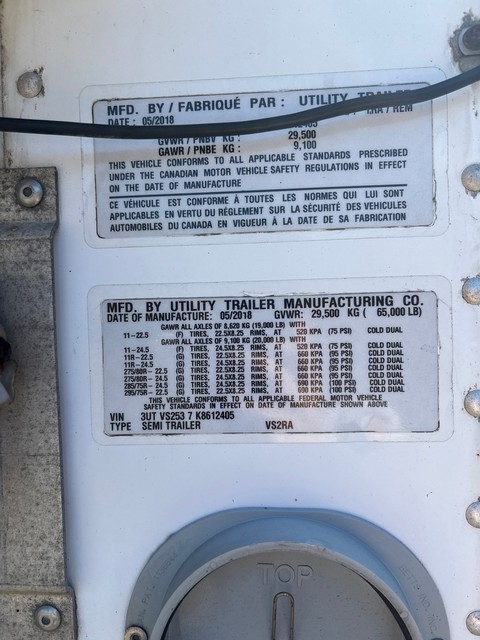 MFD. BY / FABRIQUÉ PAR : UTILITY TRAILER
DATE : 05/2018 TRA / REM
GVWR / PNBV KG : 29,500
GAWR / PNBE KG : 9,100
THIS VEHICLE CONFORMS TO ALL APPLICABLE STANDARDS PRESCRIBED
UNDER THE CANADIAN MOTOR VEHICLE SAFETY REGULATIONS IN EFFECT
ON THE DATE OF MANUFACTURE
CE VÉHICULE EST CONFORME À TOUTES LES NORMES QUI LUI SONT
APPLICABLES EN VERTU DU RÈGLEMENT SUR LA SÉCURITÉ DES VÉHICULES
AUTOMOBILES DU CANADA EN VIGUEUR À LA DATE DE SA FABRICATION
MFD. BY UTILITY TRAILER MANUFACTURING CO.
DATE OF MANUFACTURE: 05/2018 GVWR: 29,500 KG ( 65,000 LB)
GAWR ALL AXLES OF 8,620 KG (19,000 LB) WITH
11-22.5 (F) TIRES, 22.5X8.25 RIMS, AT 520 KPA (75 PSI) COLD DUAL
GAWR ALL AXLES OF 9,100 KG (20,000 LB) WITH
11-24.5 (F) TIRES, 24.5X8.25 RIMS, AT 520 KPA (75 PSI) COLD DUAL
11R-22.5 (G) TIRES, 22.5X8.25 RIMS, AT 660 KPA (95 PSI) COLD DUAL
11R-24.5 (G) TIRES, 24.5X8.25 RIMS, AT 660 KPA (95 PSI) COLD DUAL
275/80R-22.5 (G) TIRES, 22.5X8.25 RIMS, AT 660 KPA (95 PSI) COLD DUAL
275/80R-24.5 (G) TIRES, 24.5X8.25 RIMS, AT 660 KPA (95 PSI) COLD DUAL
285/75R-24.5 (G) TIRES, 24.5X8.25 RIMS, AT 690 KPA (100 PSI) COLD DUAL
295/75R-22.5 (G) TIRES, 22.5X8.25 RIMS, AT 690 KPA (100 PSI) COLD DUAL
THIS VEHICLE CONFORMS TO ALL APPLICABLE FEDERAL MOTOR VEHICLE
SAFETY STANDARDS IN EFFECT ON DATE OF MANUFACTURE SHOWN ABOVE
VIN 3UT VS253 7 K8612405
TYPE SEMI TRAILER VS2RA
TOP